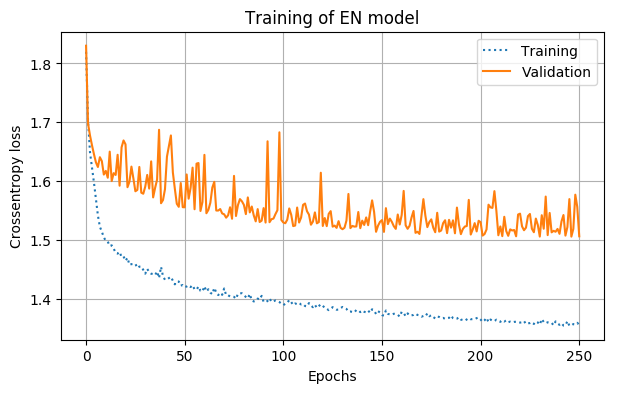 Training of EN model
Training
Validation
Crossentropy loss
1.8
1.7
1.6
1.5
1.4
0 50 100 150 200 250
Epochs